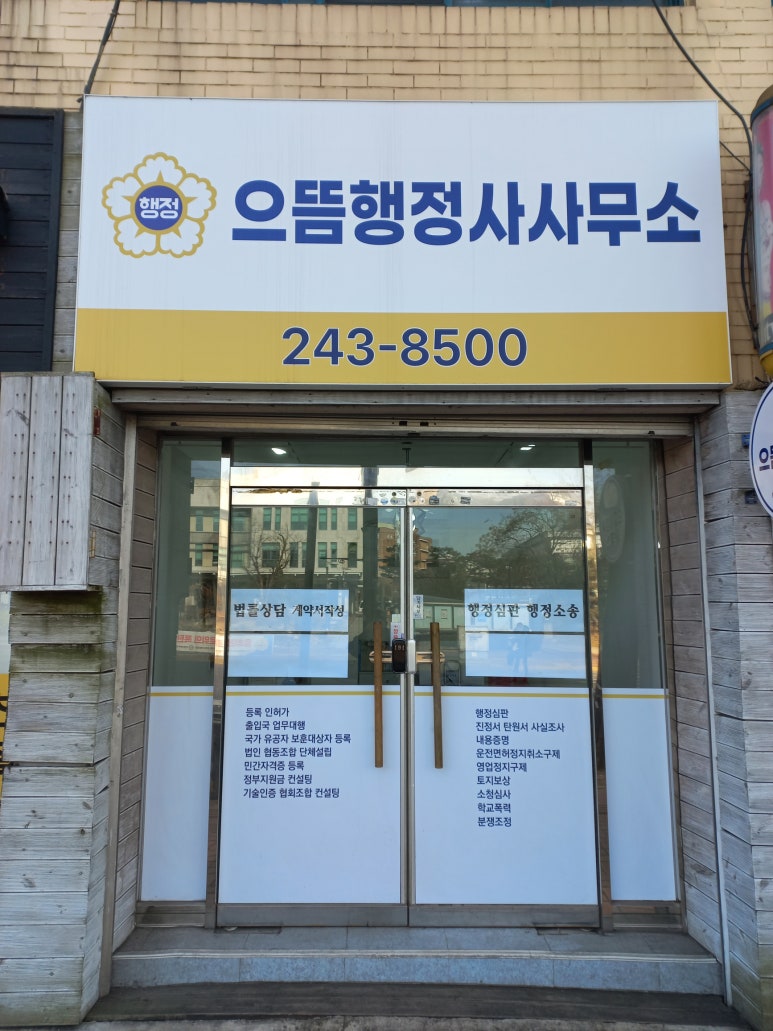 행정
으뜸행정사사무소
243-8500
으뜸
법률상담 계약서작성
행정심판 행정소송
등록 인허가
출입국 업무대행
국가 유공자 보훈대상자 등록
법인 협동조합 단체설립
민간자격증 등록
정부지원금 컨설팅
기술인증 협회조합 컨설팅
행정심판
진정서 탄원서 사실조사
내용증명
운전면허정지취소구제
영업정지구제
토지보상
소청심사
학교폭력
분쟁조정